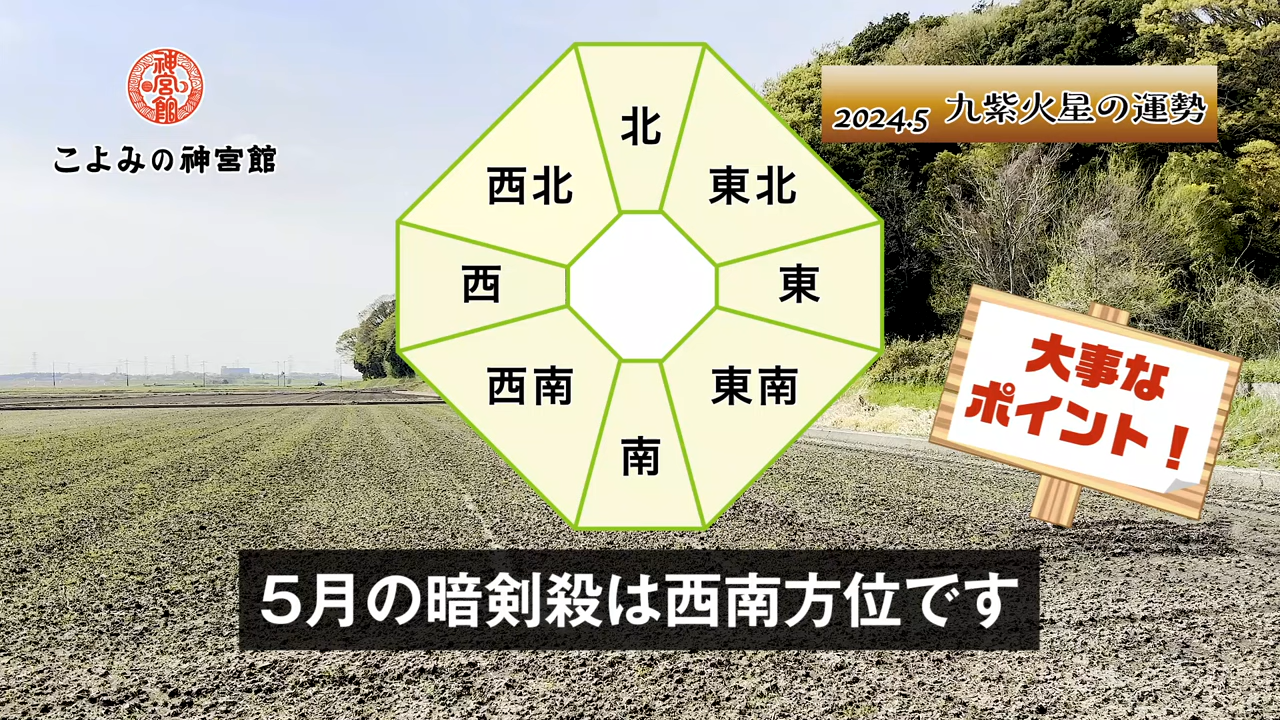 神宮館
こよみの神宮館
2024.5 九紫火星の運勢
北
西北
東北
西
東
西南
東南
南
大事な
ポイント！
5月の暗剣殺は西南方位です